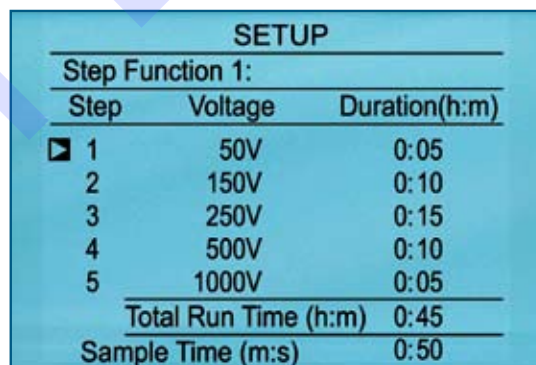 SETUP
Step Function 1:
Step Voltage Duration(h:m)
1 50V 0:05
2 150V 0:10
3 250V 0:15
4 500V 0:10
5 1000V 0:05
Total Run Time (h:m) 0:45
Sample Time (m:s) 0:50